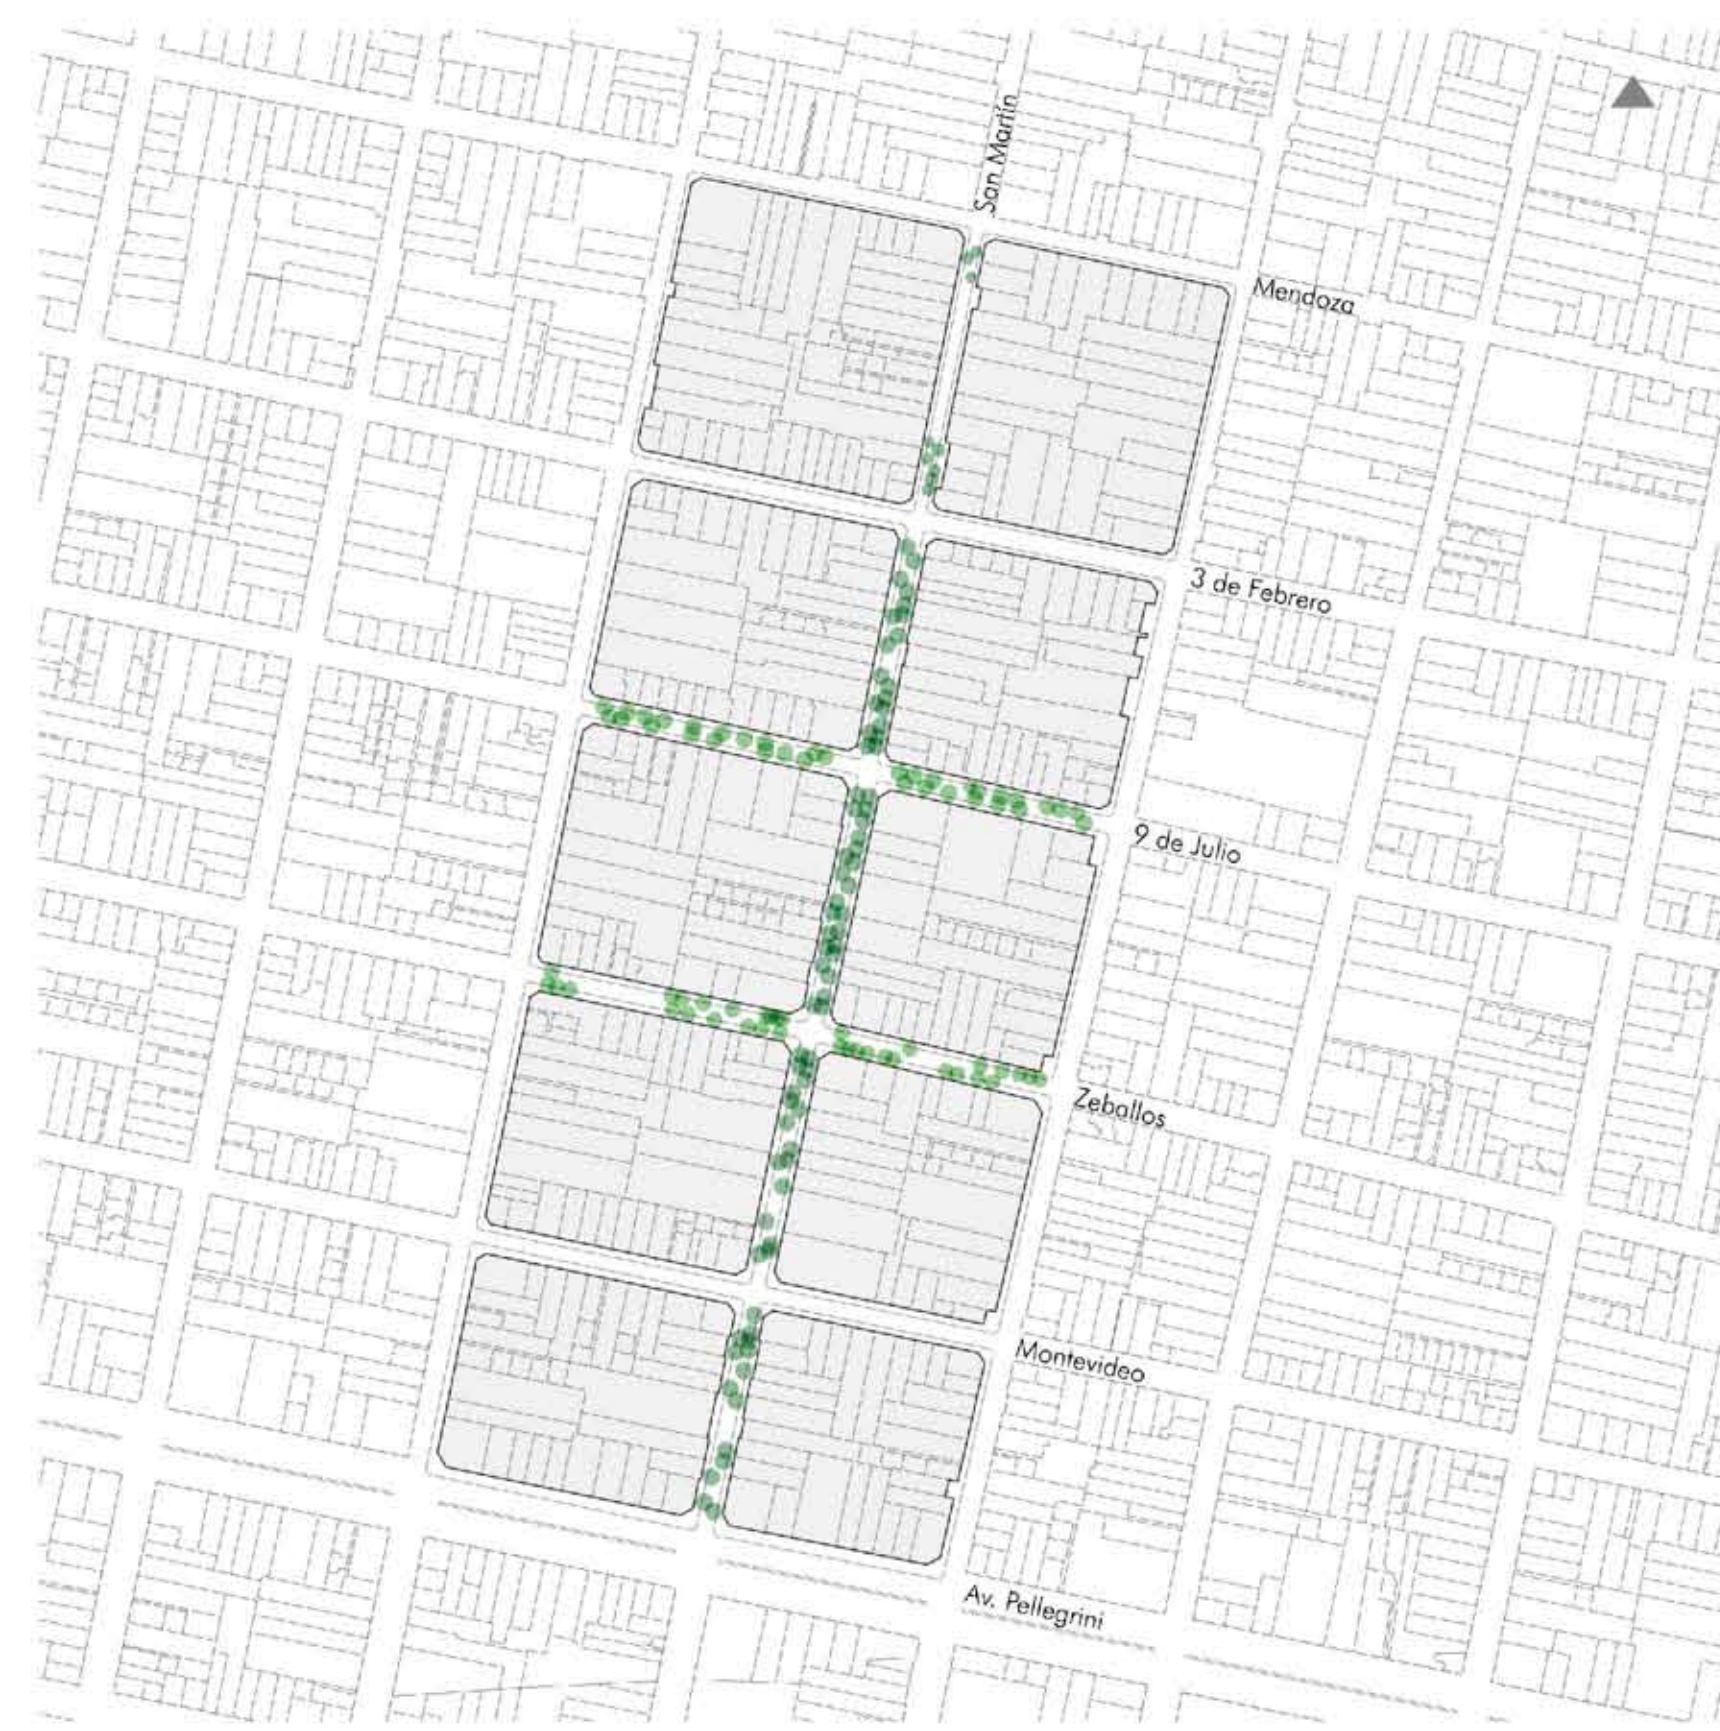 San Martín
Mendoza
3 de Febrero
9 de Julio
Zeballos
Montevideo
Av. Pellegrini